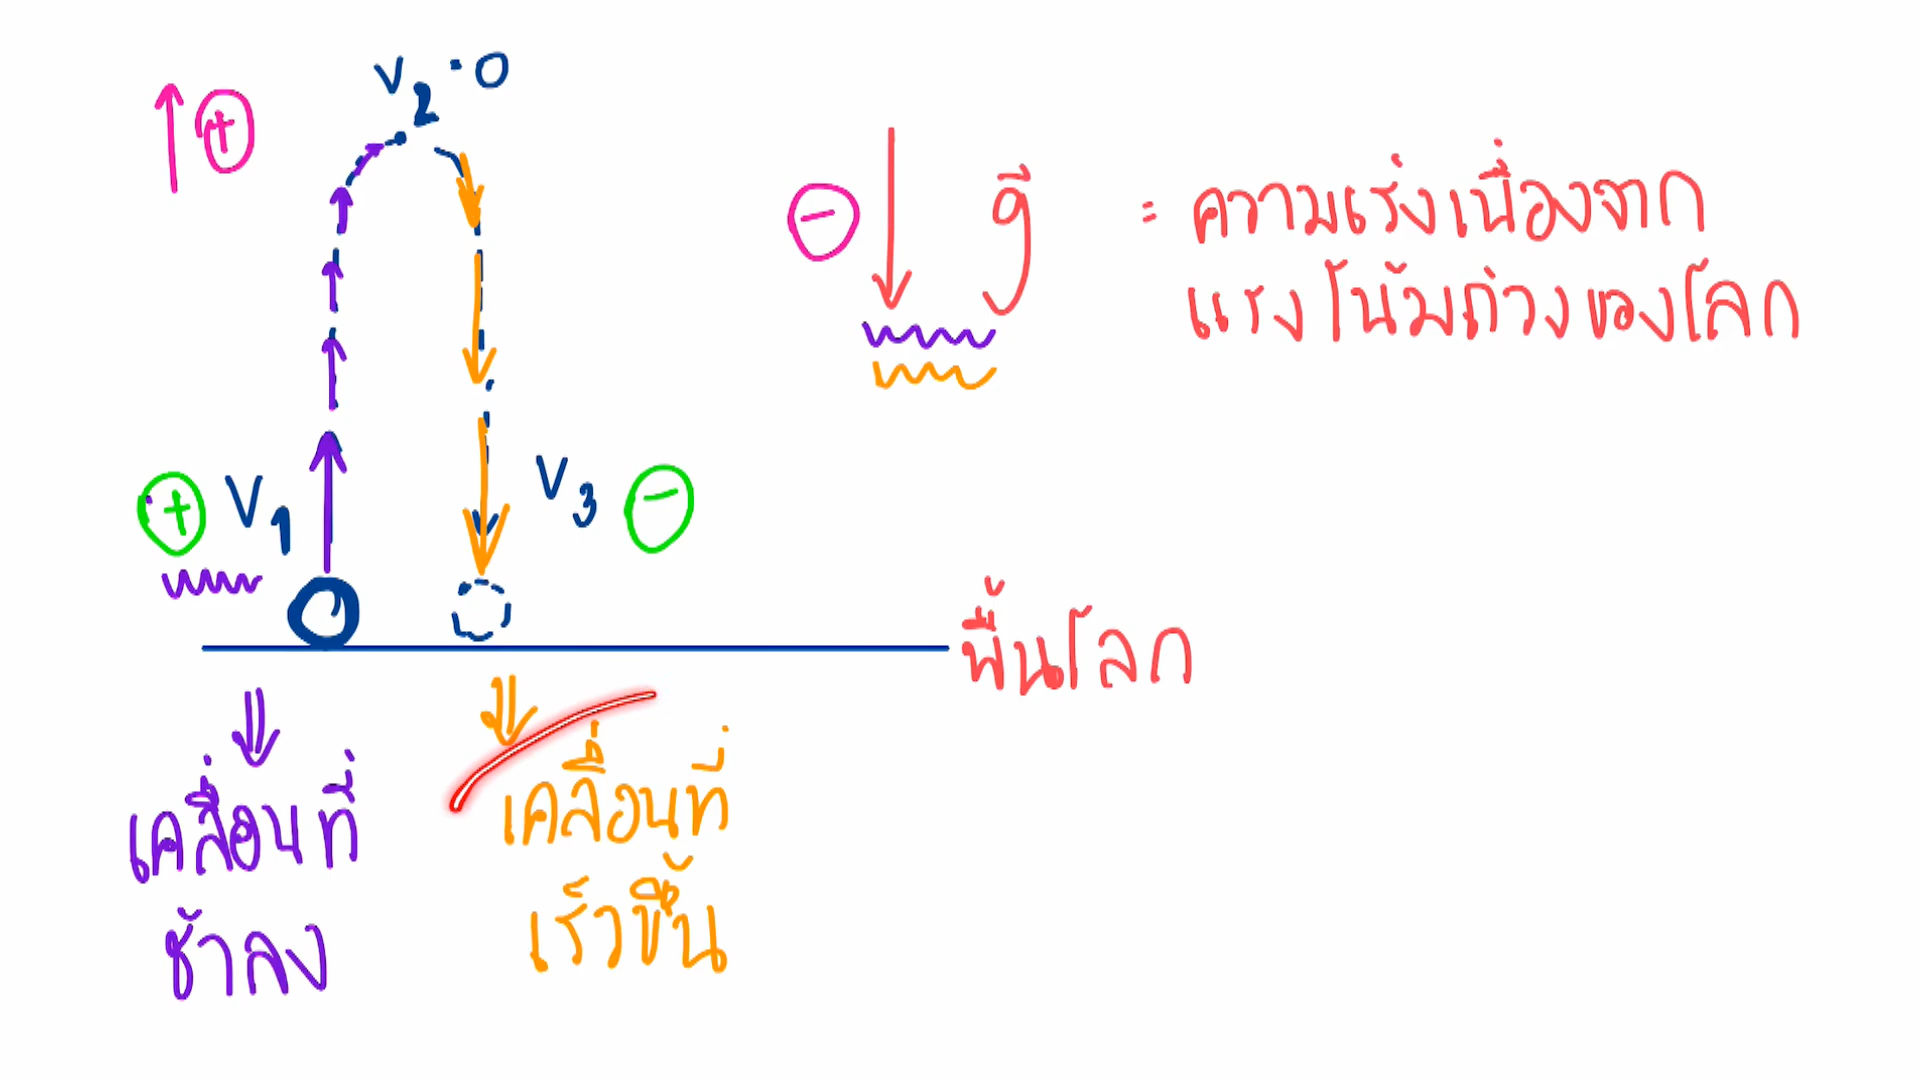 v₂ · 0
+
- g = ความเร่งเนื่องจาก
แรงโน้มถ่วงของโลก
+ v₁
v₃ -
พื้นโลก
เคลื่อนที่
ช้าลง
เคลื่อนที่
เร็วขึ้น